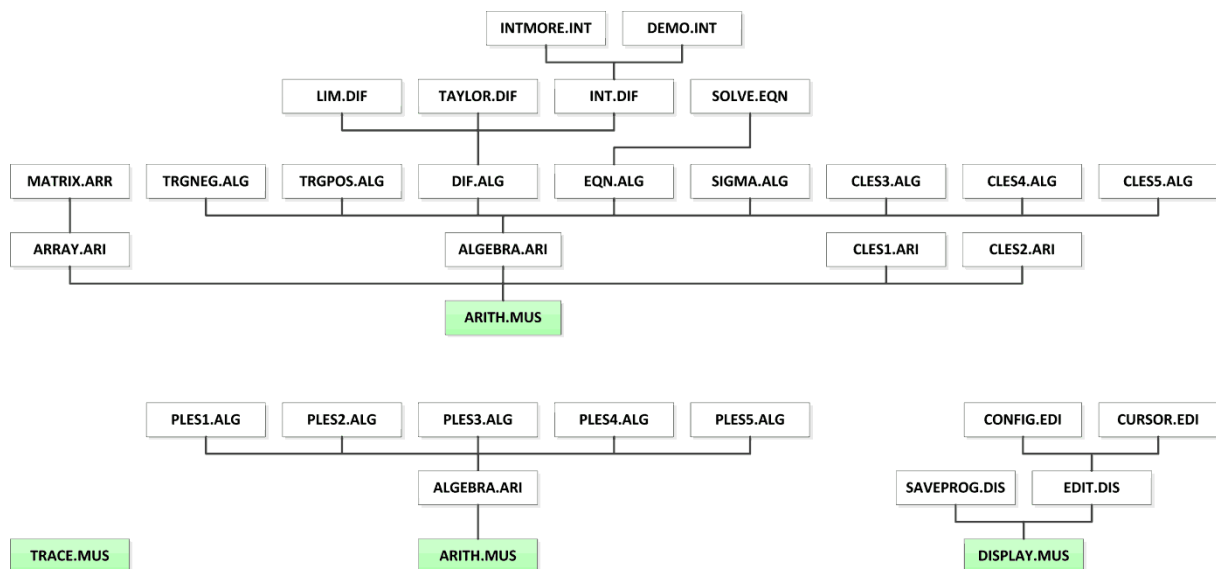 INTMORE.INT
DEMO.INT
LIM.DIF
TAYLOR.DIF
INT.DIF
SOLVE.EQN
MATRIX.ARR
TRGNEG.ALG
TRGPOS.ALG
DIF.ALG
EQN.ALG
SIGMA.ALG
CLES3.ALG
CLES4.ALG
CLES5.ALG
ARRAY.ARI
ALGEBRA.ARI
CLES1.ARI
CLES2.ARI
ARITH.MUS
PLES1.ALG
PLES2.ALG
PLES3.ALG
PLES4.ALG
PLES5.ALG
CONFIG.EDI
CURSOR.EDI
ALGEBRA.ARI
SAVEPROG.DIS
EDIT.DIS
TRACE.MUS
ARITH.MUS
DISPLAY.MUS